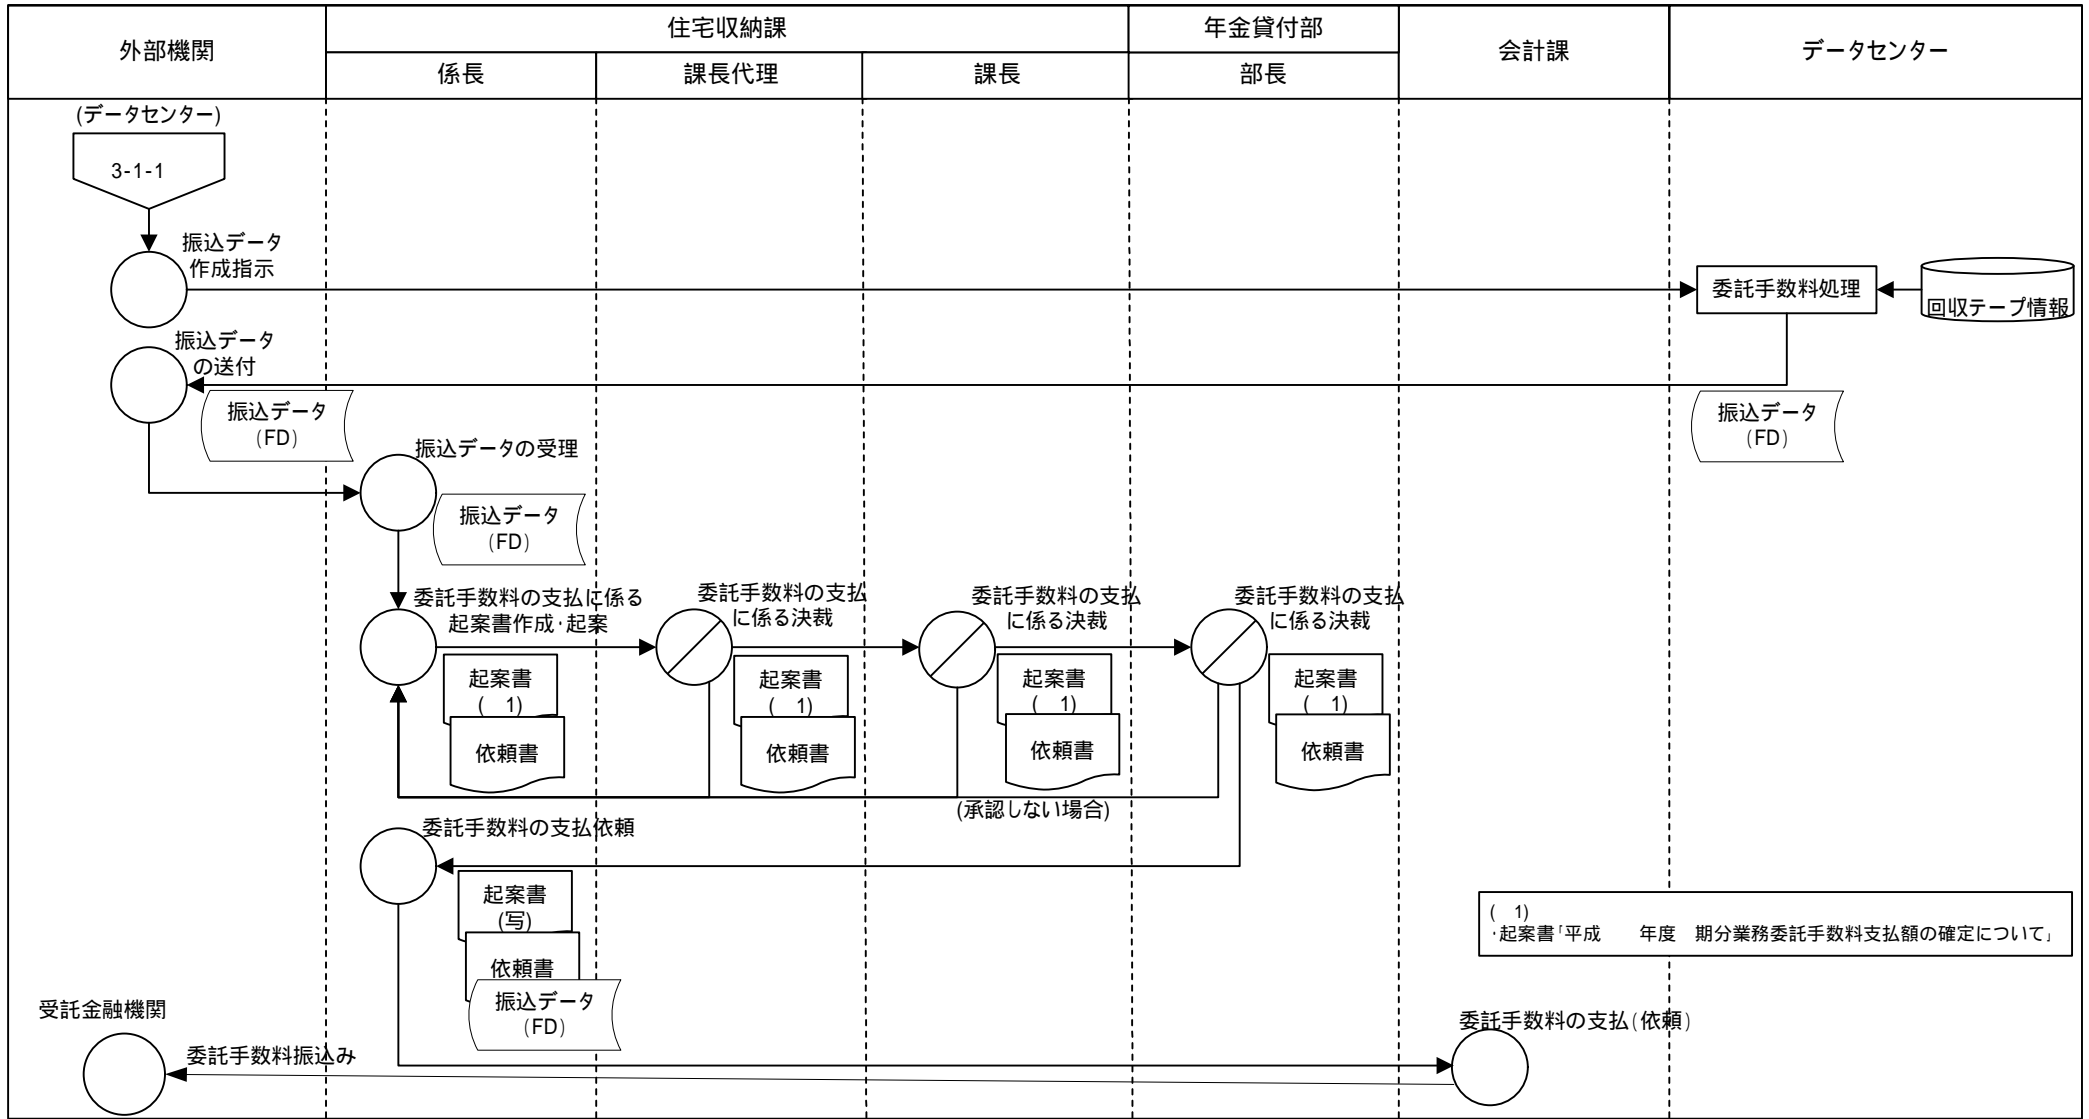 外部機関
住宅収納課
年金貸付部
会計課
データセンター
係長
課長代理
課長
部長
(データセンター)
3-1-1
振込データ
作成指示
委託手数料処理
回収テープ情報
振込データ
の送付
振込データ
(FD)
振込データ
(FD)
振込データの受理
振込データ
(FD)
委託手数料の支払に係る
起案書作成・起案
委託手数料の支払
に係る決裁
委託手数料の支払
に係る決裁
委託手数料の支払
に係る決裁
起案書
( 1)
依頼書
起案書
( 1)
依頼書
起案書
( 1)
依頼書
起案書
( 1)
依頼書
(承認しない場合)
委託手数料の支払依頼
起案書
(写)
依頼書
振込データ
(FD)
( 1)
・起案書「平成　　年度　期分業務委託手数料支払額の確定について」
受託金融機関
委託手数料振込み
委託手数料の支払(依頼)